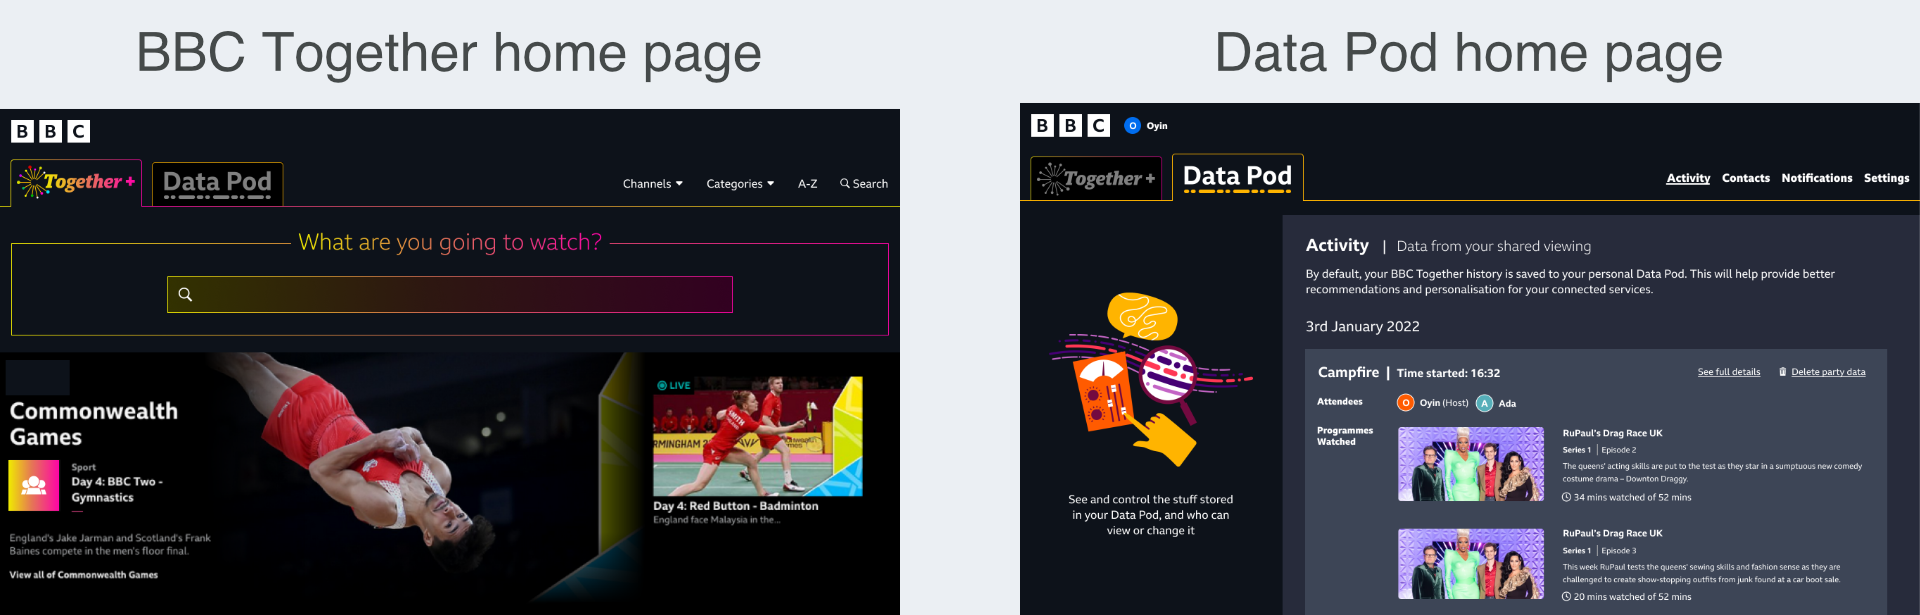 BBC Together home page
BBC
Together +
Data Pod
Channels
Categories
A-Z
Search
What are you going to watch?
Commonwealth
Games
Sport
Day 4: BBC Two -
Gymnastics
England's Jake Jarman and Scotland's Frank
Baines compete in the men's floor final.
View all of Commonwealth Games
LIVE
SMITH
RMINGHAM 2
Day 4: Red Button - Badminton
England face Malaysia in the...
Data Pod home page
BBC
O
Oyin
Together +
Data Pod
Activity
Contacts
Notifications
Settings
See and control the stuff stored
in your Data Pod, and who can
view or change it
Activity | Data from your shared viewing
By default, your BBC Together history is saved to your personal Data Pod. This will help provide better
recommendations and personalisation for your connected services.
3rd January 2022
Campfire | Time started: 16:32
See full details
Delete party data
Attendees
O
Oyin (Host)
A
Ada
Programmes
Watched
RuPaul's Drag Race UK
Series 1 | Episode 2
The queens' acting skills are put to the test as they star in a sumptuous new comedy
costume drama – Downton Draggy.
34 mins watched of 52 mins
RuPaul's Drag Race UK
Series 1 | Episode 3
This week RuPaul tests the queens' sewing skills and fashion sense as they are
challenged to create show-stopping outfits from junk found at a car boot sale.
20 mins watched of 52 mins